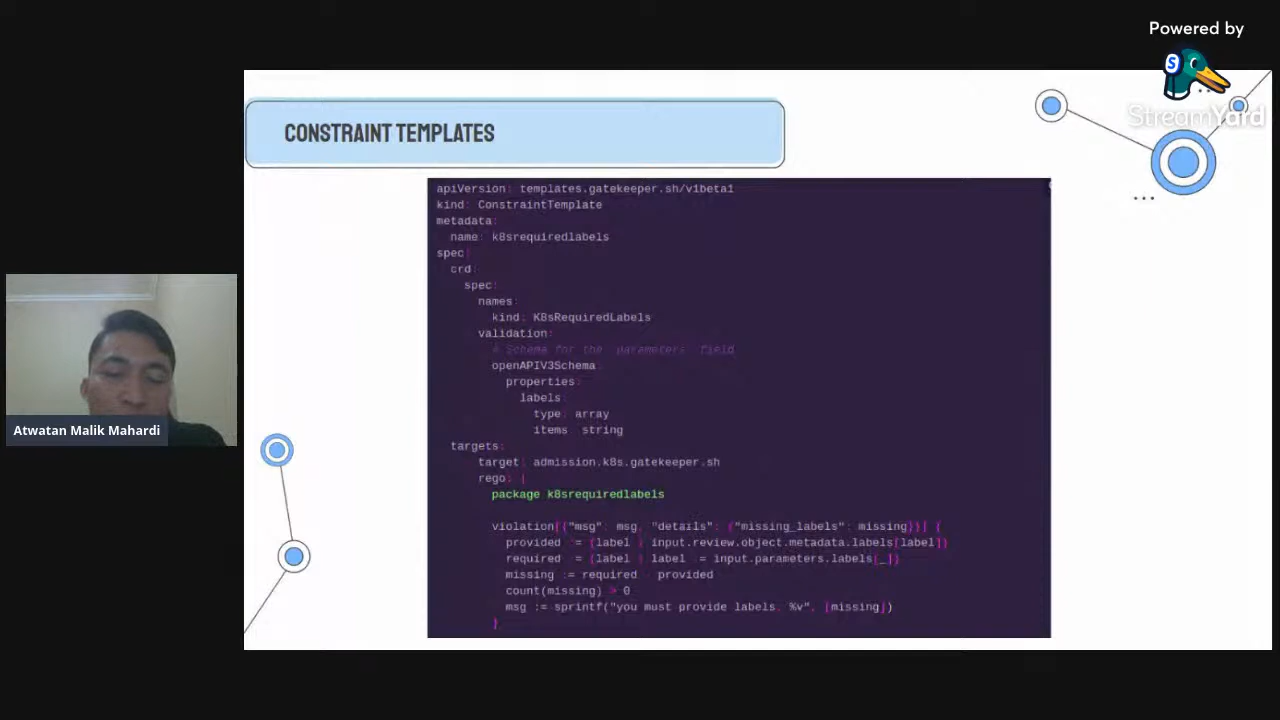 Powered by
StreamYard
CONSTRAINT TEMPLATES
apiVersion: templates.gatekeeper.sh/v1beta1
kind: ConstraintTemplate
metadata:
name: k8srequiredlabels
spec:
crd:
spec:
names:
kind: K8sRequiredLabels
validation:
# Schema for the parameters field
openAPIV3Schema:
properties:
labels:
type: array
items: string
targets:
target: admission.k8s.gatekeeper.sh
rego: |
package k8srequiredlabels
violation[{"msg": msg, "details": {"missing_labels": missing}}] {
provided := {label | input.review.object.metadata.labels[label]}
required := {label | label := input.parameters.labels[_]}
missing := required provided
count(missing) > 0
msg := sprintf("you must provide labels: %v", [missing])
}
Atwatan Malik Mahardi